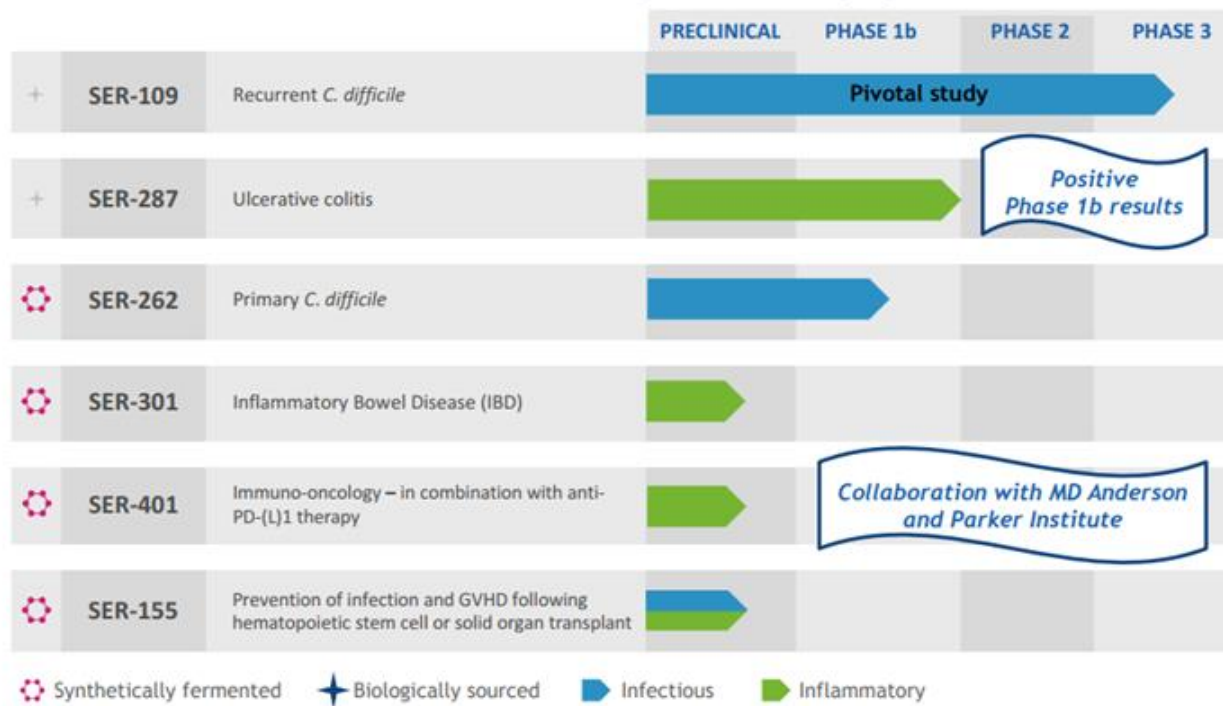 PRECLINICAL PHASE 1b PHASE 2 PHASE 3
SER-109 Recurrent C. difficile Pivotal study
SER-287 Ulcerative colitis
Positive
Phase 1b results
SER-262 Primary C. difficile
SER-301 Inflammatory Bowel Disease (IBD)
SER-401 Immuno-oncology – in combination with anti-
PD-(L)1 therapy
Collaboration with MD Anderson
and Parker Institute
SER-155 Prevention of infection and GVHD following
hematopoietic stem cell or solid organ transplant
Synthetically fermented Biologically sourced Infectious Inflammatory